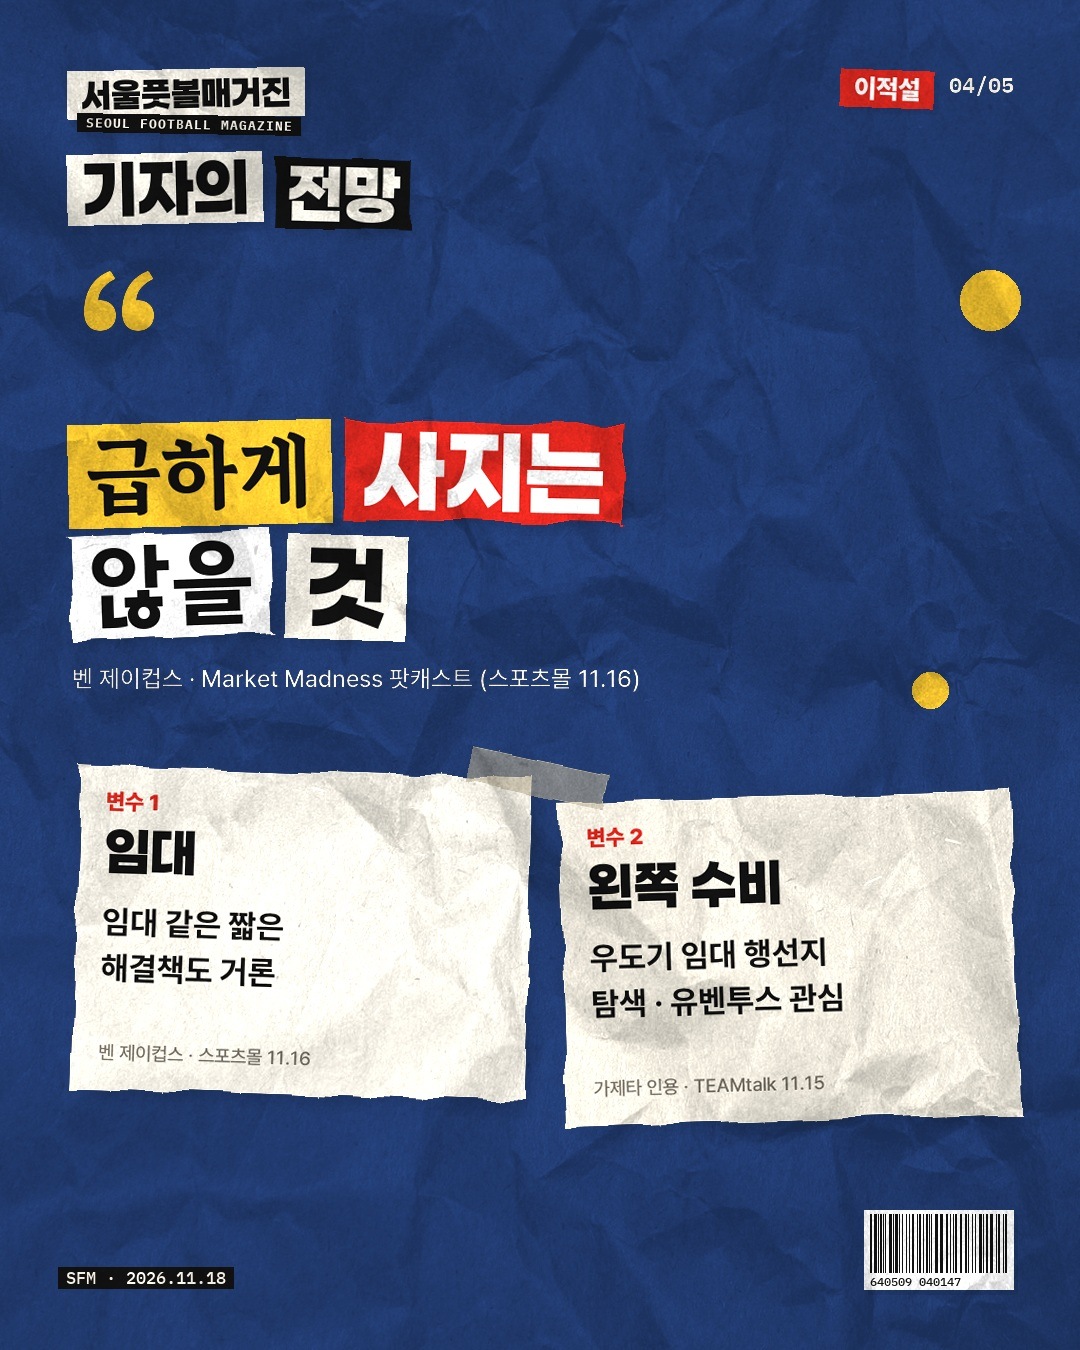 서울풋볼매거진
SEOUL FOOTBALL MAGAZINE
이적설 04/05
기자의 전망
“
급하게 사지는
않을 것
벤 제이컵스 · Market Madness 팟캐스트 (스포츠몰 11.16)
변수 1
임대
임대 같은 짧은
해결책도 거론
벤 제이컵스 · 스포츠몰 11.16
변수 2
왼쪽 수비
우도기 임대 행선지
탐색 · 유벤투스 관심
가제타 인용 · TEAMtalk 11.15
SFM · 2026.11.18
640509 040147